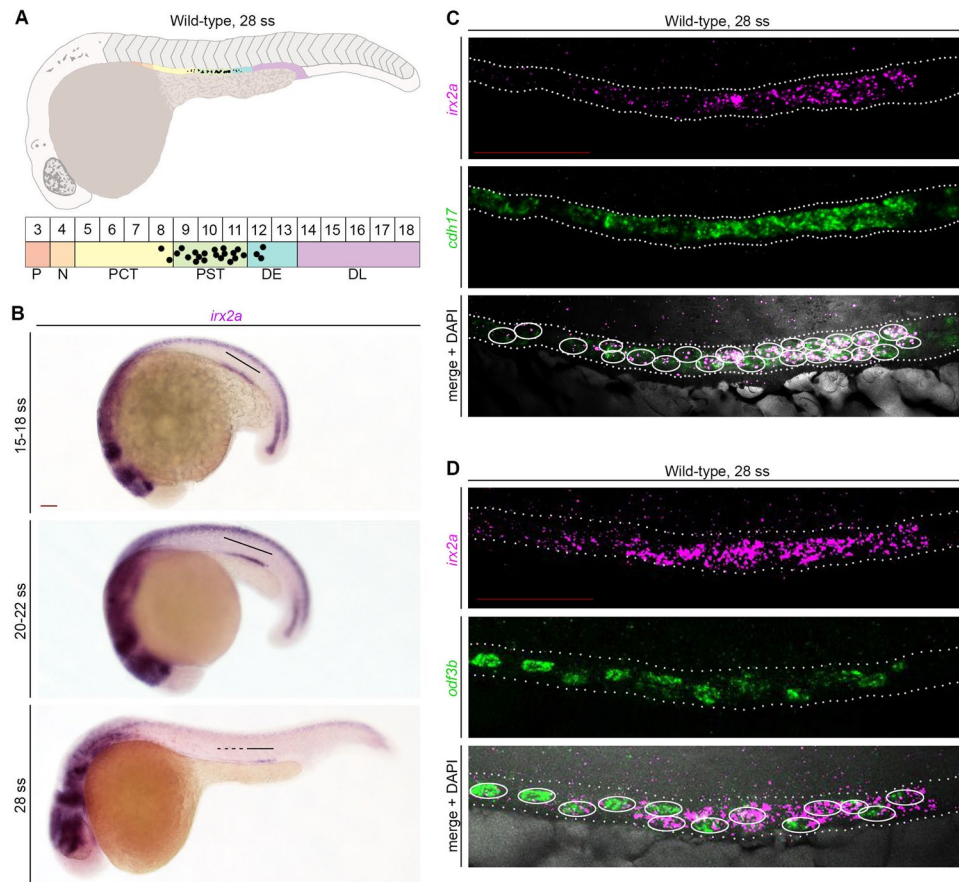 A
Wild-type, 28 ss
3 4 5 6 7 8 9 10 11 12 13 14 15 16 17 18
P N PCT PST DE DL
B
irx2a
15-18 ss
20-22 ss
28 ss
C
Wild-type, 28 ss
irx2a
cdh17
merge + DAPI
D
Wild-type, 28 ss
irx2a
odf3b
merge + DAPI